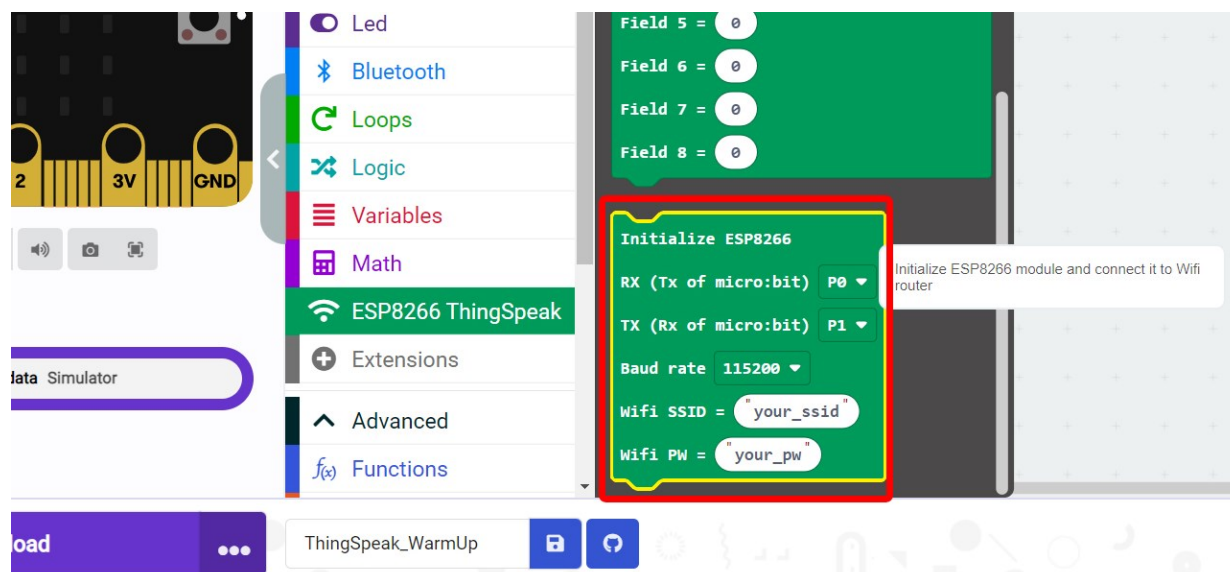 2
3V
GND
data Simulator
load
Led
Bluetooth
Loops
Logic
Variables
Math
ESP8266 ThingSpeak
Extensions
Advanced
f(x) Functions
Field 5 = 0
Field 6 = 0
Field 7 = 0
Field 8 = 0
Initialize ESP8266
RX (Tx of micro:bit) P0
TX (Rx of micro:bit) P1
Baud rate 115200
Wifi SSID = "your_ssid"
Wifi PW = "your_pw"
Initialize ESP8266 module and connect it to Wifi
router
ThingSpeak_WarmUp